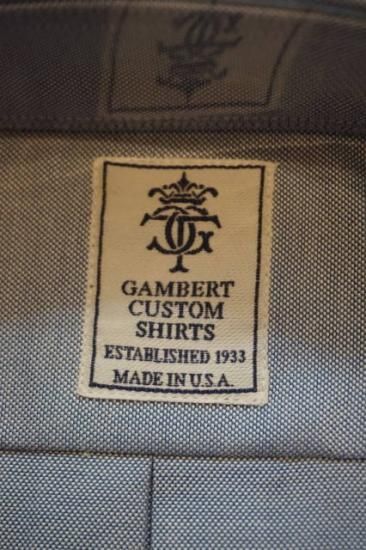 GAMBERT
CUSTOM
SHIRTS
ESTABLISHED 1933
MADE IN U.S.A.